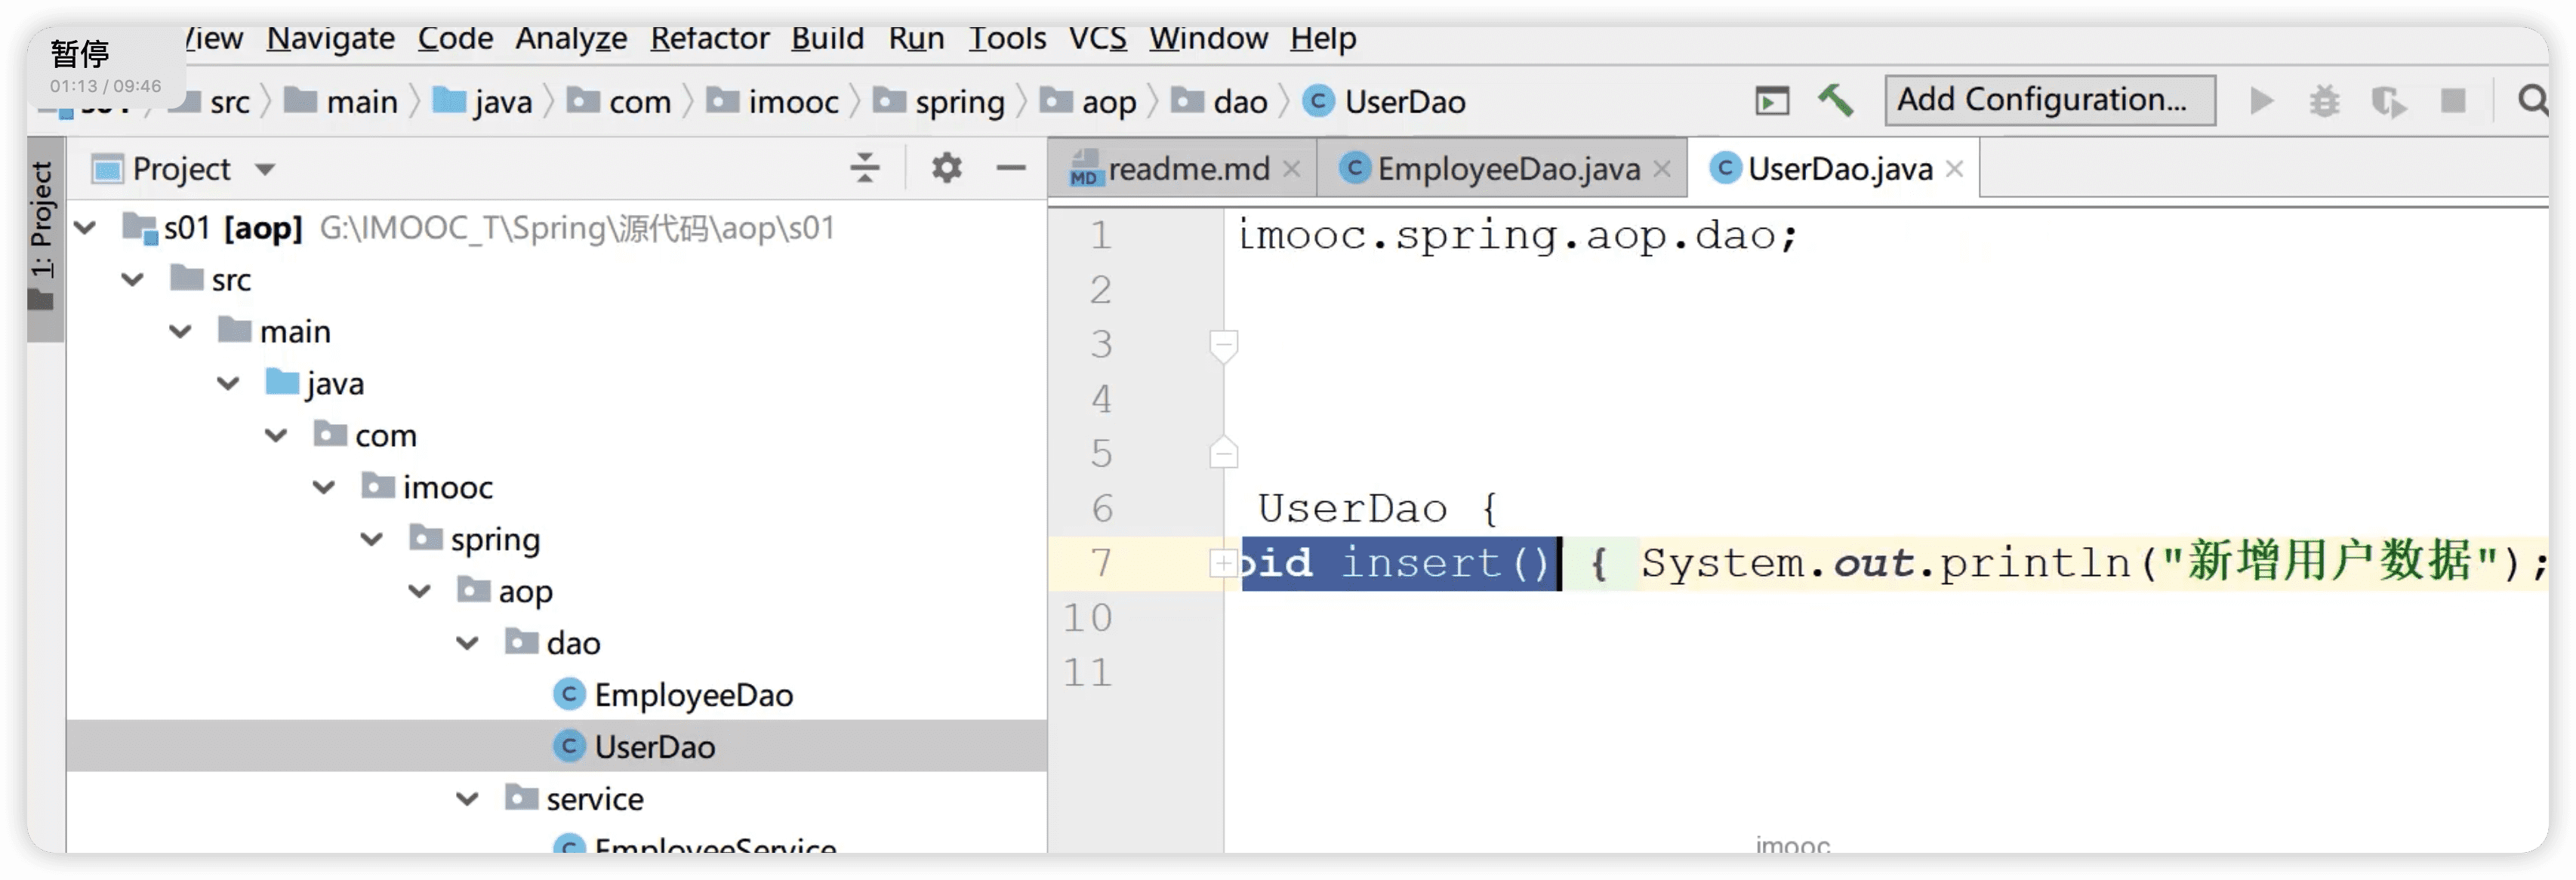 暂停
01:13 / 09:46
View Navigate Code Analyze Refactor Build Run Tools VCS Window Help
s01 src main java com imooc spring aop dao UserDao Add Configuration...
1: Project
Project
readme.md EmployeeDao.java UserDao.java
s01 [aop] G:\IMOOC_T\Spring\源代码\aop\s01
src
main
java
com
imooc
spring
aop
dao
EmployeeDao
UserDao
service
EmployeeService
1 imooc.spring.aop.dao;
2
3
4
5
6 UserDao {
7 oid insert() { System.out.println("新增用户数据");
10
11
imooc